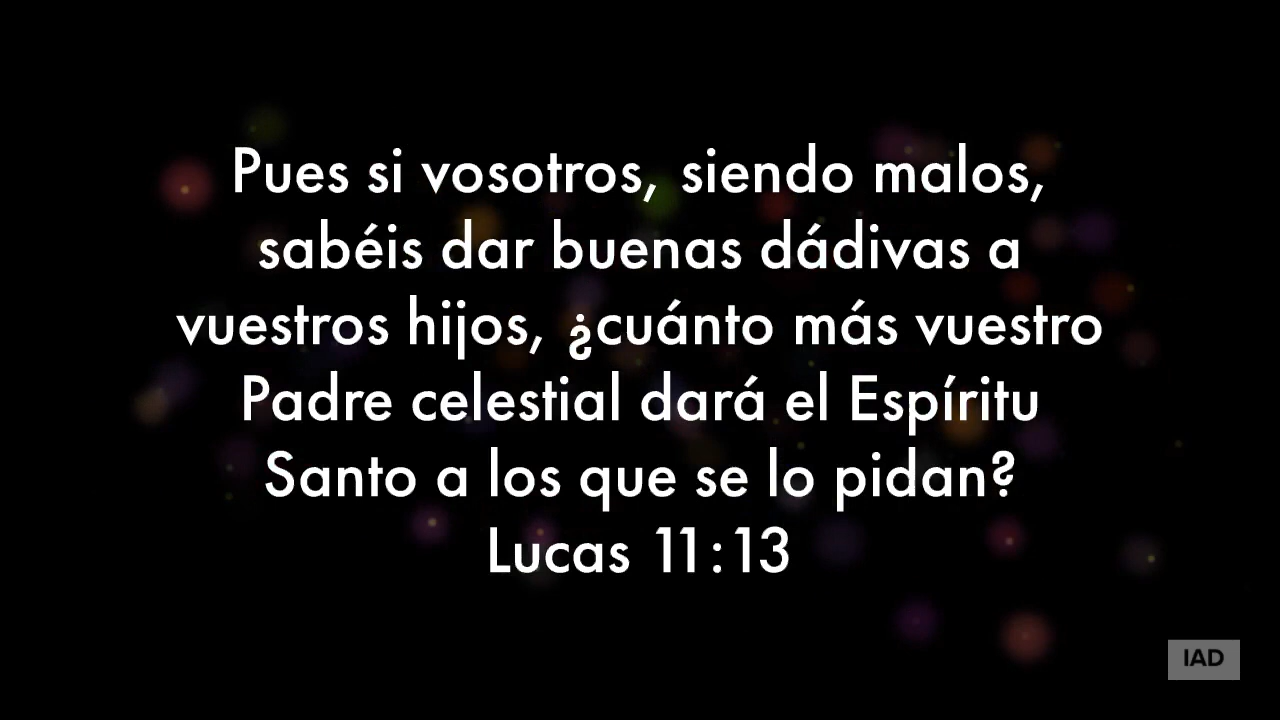 Pues si vosotros, siendo malos,
sabéis dar buenas dádivas a
vuestros hijos, ¿cuánto más vuestro
Padre celestial dará el Espíritu
Santo a los que se lo pidan?
Lucas 11:13
IAD